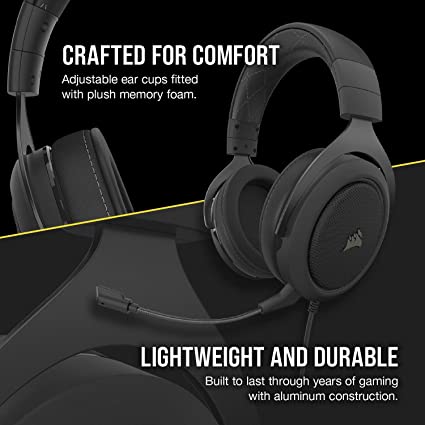 CRAFTED FOR COMFORT
Adjustable ear cups fitted
with plush memory foam.
LIGHTWEIGHT AND DURABLE
Built to last through years of gaming
with aluminum construction.